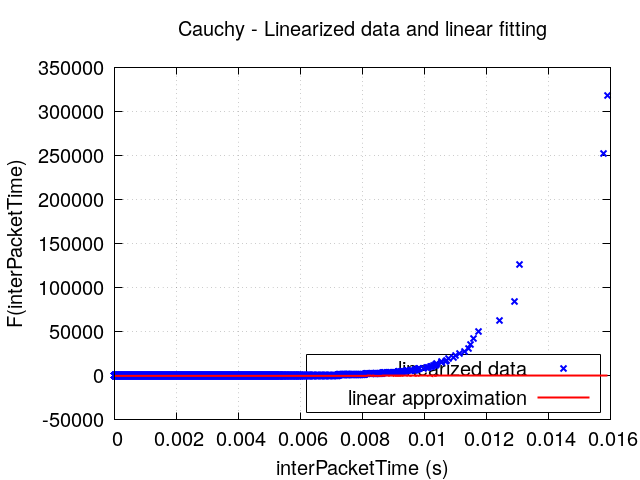 Cauchy - Linearized data and linear fitting
350000
300000
250000
200000
150000
100000
50000
0
-50000
F(interPacketTime)
linearized data
linear approximation
0 0.002 0.004 0.006 0.008 0.01 0.012 0.014 0.016
interPacketTime (s)